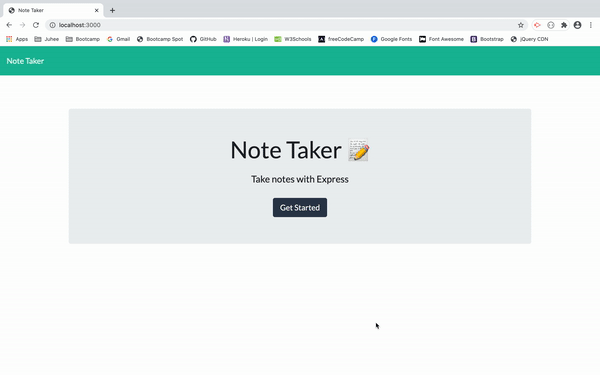 Note Taker
localhost:3000
Apps Juhee Bootcamp Gmail Bootcamp Spot GitHub Heroku | Login W3Schools freeCodeCamp Google Fonts Font Awesome Bootstrap jQuery CDN
Note Taker
Note Taker
Take notes with Express
Get Started